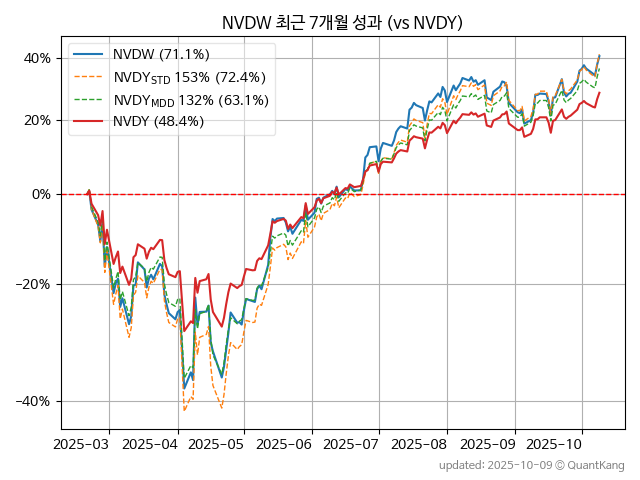 NVDW 최근 7개월 성과 (vs NVDY)
NVDW (71.1%)
NVDY_STD 153% (72.4%)
NVDY_MDD 132% (63.1%)
NVDY (48.4%)
40%
20%
0%
−20%
−40%
2025-03 2025-04 2025-05 2025-06 2025-07 2025-08 2025-09 2025-10
updated: 2025-10-09 © QuantKang